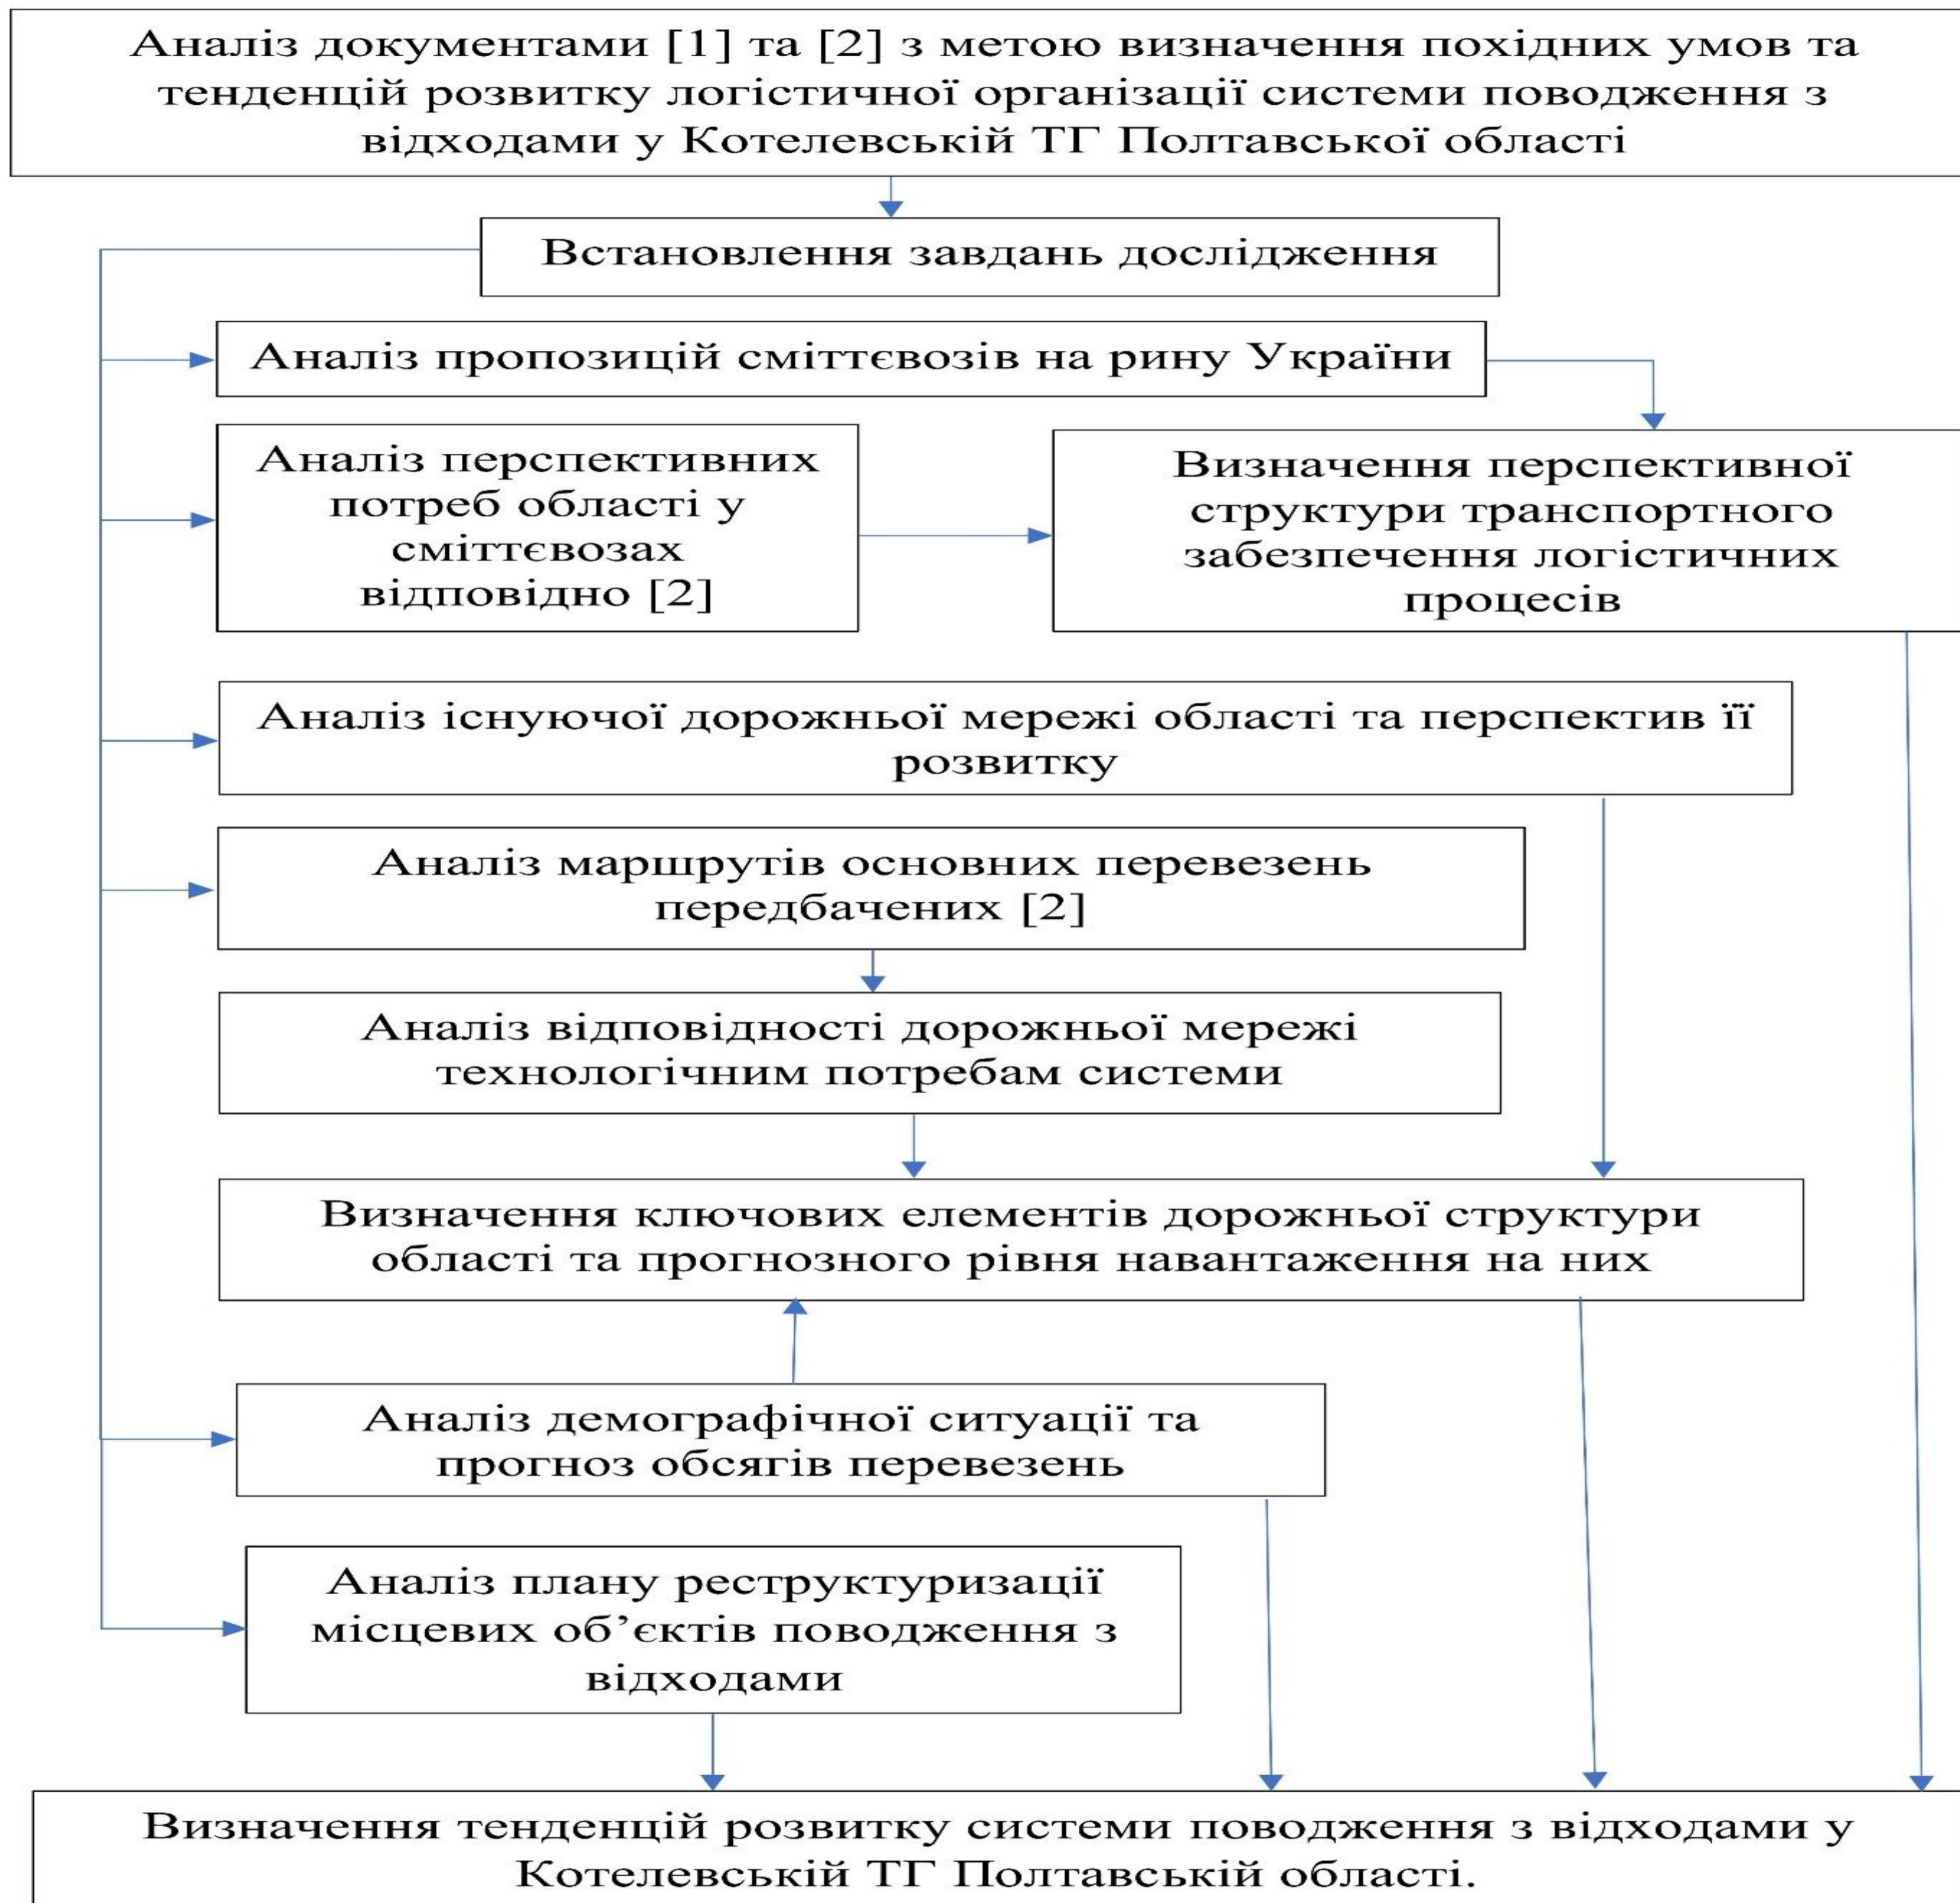 Аналіз документами [1] та [2] з метою визначення похідних умов та
тенденцій розвитку логістичної організації системи поводження з
відходами у Котелевській ТГ Полтавської області
Встановлення завдань дослідження
Аналіз пропозицій сміттєвозів на рину України
Аналіз перспективних
потреб області у
сміттєвозах
відповідно [2]
Визначення перспективної
структури транспортного
забезпечення логістичних
процесів
Аналіз існуючої дорожньої мережі області та перспектив її
розвитку
Аналіз маршрутів основних перевезень
передбачених [2]
Аналіз відповідності дорожньої мережі
технологічним потребам системи
Визначення ключових елементів дорожньої структури
області та прогнозного рівня навантаження на них
Аналіз демографічної ситуації та
прогноз обсягів перевезень
Аналіз плану реструктуризації
місцевих об’єктів поводження з
відходами
Визначення тенденцій розвитку системи поводження з відходами у
Котелевській ТГ Полтавській області.